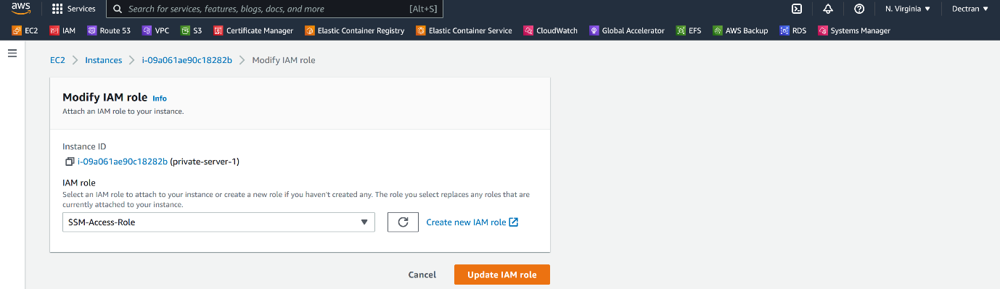 aws Services Search for services, features, blogs, docs, and more [Alt+S] N. Virginia Dectran
EC2 IAM Route 53 VPC S3 Certificate Manager Elastic Container Registry Elastic Container Service CloudWatch Global Accelerator EFS AWS Backup RDS Systems Manager
EC2 Instances i-09a061ae90c18282b Modify IAM role
Modify IAM role Info
Attach an IAM role to your instance.
Instance ID
i-09a061ae90c18282b (private-server-1)
IAM role
Select an IAM role to attach to your instance or create a new role if you haven't created any. The role you select replaces any roles that are
currently attached to your instance.
SSM-Access-Role Create new IAM role
Cancel Update IAM role